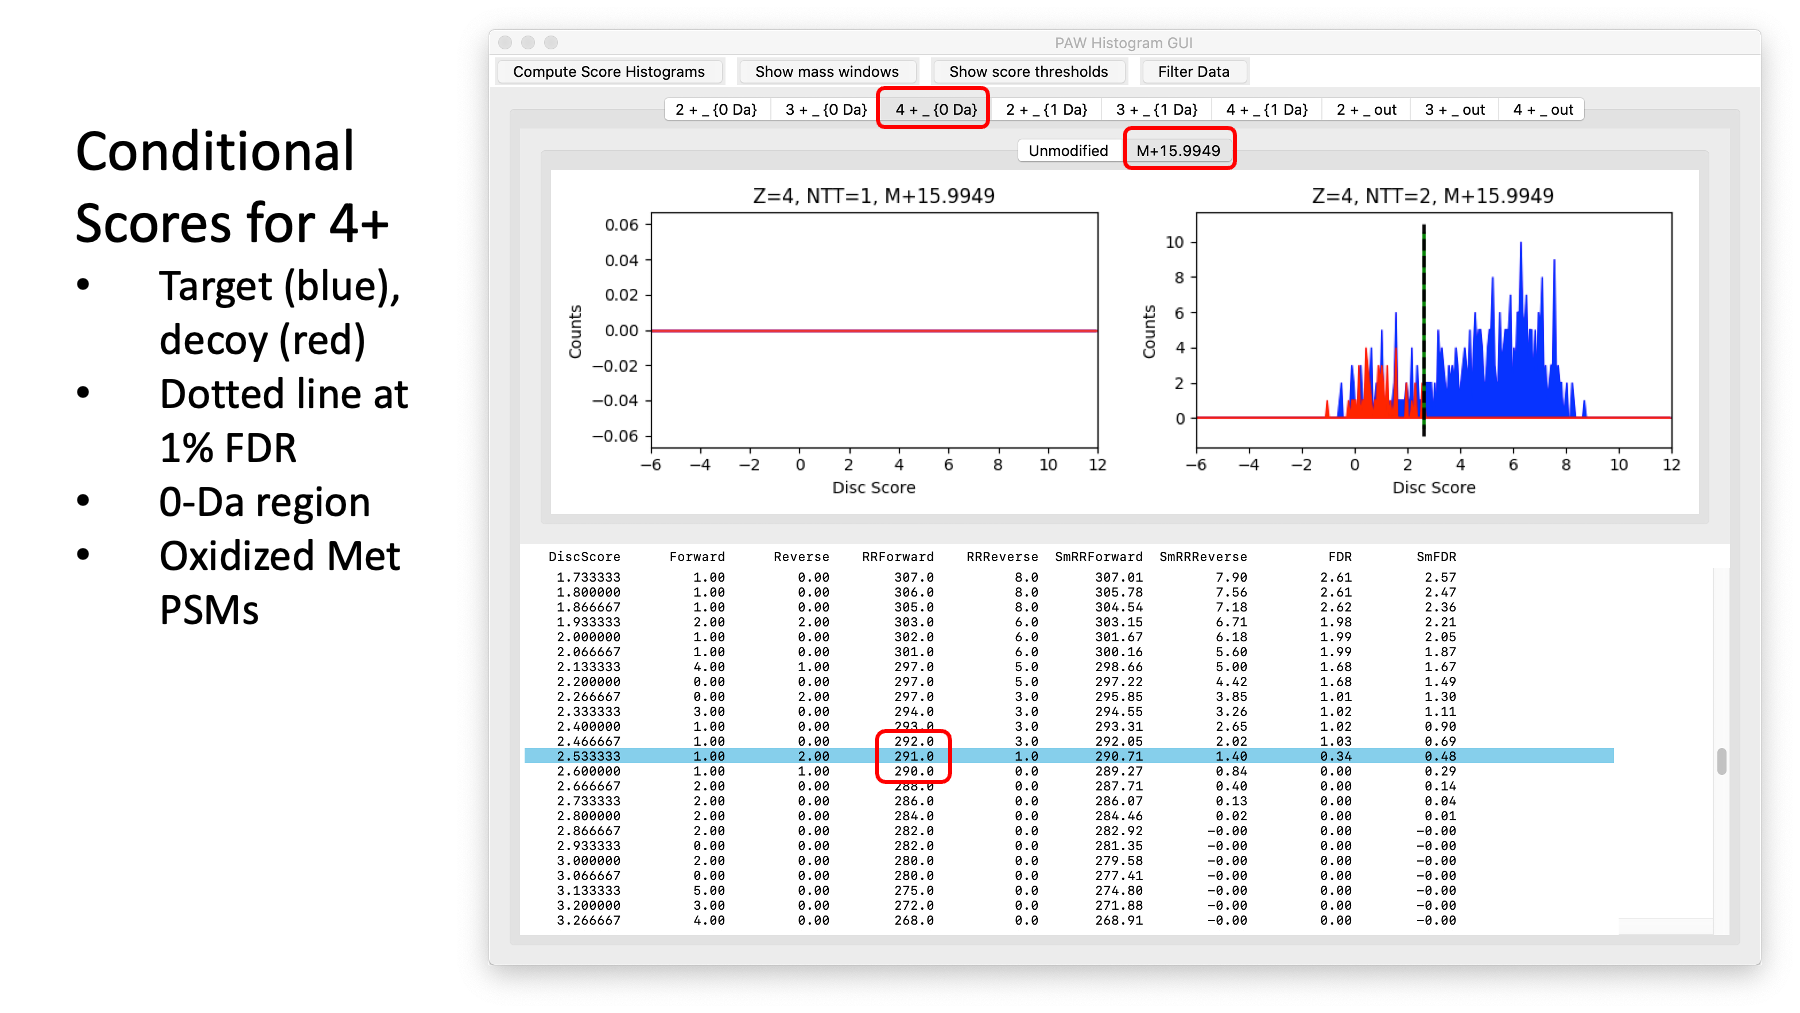 Conditional
Scores for 4+
• Target (blue),
decoy (red)
• Dotted line at
1% FDR
• 0-Da region
• Oxidized Met
PSMs
PAW Histogram GUI
Compute Score Histograms Show mass windows Show score thresholds Filter Data
2 + _ {0 Da} 3 + _ {0 Da} 4 + _ {0 Da} 2 + _ {1 Da} 3 + _ {1 Da} 4 + _ {1 Da} 2 + _ out 3 + _ out 4 + _ out
Unmodified M+15.9949
Z=4, NTT=1, M+15.9949
0.06
0.04
0.02
0.00
−0.02
−0.04
−0.06
Counts
−6 −4 −2 0 2 4 6 8 10 12
Disc Score
Z=4, NTT=2, M+15.9949
10
8
6
4
2
0
Counts
−6 −4 −2 0 2 4 6 8 10 12
Disc Score
DiscScore Forward Reverse RRForward RRReverse SmRRForward SmRRReverse FDR SmFDR
1.733333 1.00 0.00 307.0 8.0 307.01 7.90 2.61 2.57
1.800000 1.00 0.00 306.0 8.0 305.78 7.56 2.61 2.47
1.866667 1.00 0.00 305.0 8.0 304.54 7.18 2.62 2.36
1.933333 2.00 2.00 303.0 6.0 303.15 6.71 1.98 2.21
2.000000 1.00 0.00 302.0 6.0 301.67 6.18 1.99 2.05
2.066667 1.00 0.00 301.0 6.0 300.16 5.60 1.99 1.87
2.133333 4.00 1.00 297.0 5.0 298.66 5.00 1.68 1.67
2.200000 0.00 0.00 297.0 5.0 297.22 4.42 1.68 1.49
2.266667 0.00 2.00 297.0 3.0 295.85 3.85 1.01 1.30
2.333333 3.00 0.00 294.0 3.0 294.55 3.26 1.02 1.11
2.400000 1.00 0.00 293.0 3.0 293.31 2.65 1.02 0.90
2.466667 1.00 0.00 292.0 3.0 292.05 2.02 1.03 0.69
2.533333 1.00 2.00 291.0 1.0 290.71 1.40 0.34 0.48
2.600000 1.00 1.00 290.0 0.0 289.27 0.84 0.00 0.29
2.666667 2.00 0.00 288.0 0.0 287.71 0.40 0.00 0.14
2.733333 2.00 0.00 286.0 0.0 286.07 0.13 0.00 0.04
2.800000 2.00 0.00 284.0 0.0 284.46 0.02 0.00 0.01
2.866667 2.00 0.00 282.0 0.0 282.92 −0.00 0.00 −0.00
2.933333 0.00 0.00 282.0 0.0 281.35 −0.00 0.00 −0.00
3.000000 2.00 0.00 280.0 0.0 279.58 −0.00 0.00 −0.00
3.066667 0.00 0.00 280.0 0.0 277.41 −0.00 0.00 −0.00
3.133333 5.00 0.00 275.0 0.0 274.80 −0.00 0.00 −0.00
3.200000 3.00 0.00 272.0 0.0 271.88 −0.00 0.00 −0.00
3.266667 4.00 0.00 268.0 0.0 268.91 −0.00 0.00 −0.00